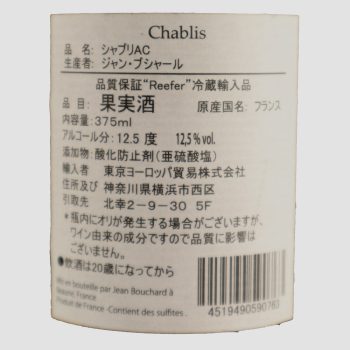 Chablis
品 名：シャブリAC
生産者：ジャン・ブシャール
品質保証“Reefer”冷蔵輸入品
品目：果実酒 原産国名：フランス
内容量：375ml
アルコール分：12.5 度 12,5% vol.
添加物：酸化防止剤（亜硫酸塩）
輸入者 東京ヨーロッパ貿易株式会社
住所及び 神奈川県横浜市西区
引取先 北幸2-9-30 5F
＊瓶内にオリが発生する場合がございますが、
ワイン由来の成分ですので品質に影響は
ございません。
●飲酒は20歳になってから
Mis en bouteille par Jean Bouchard à
Beaune, France
Produit de France -Contient des sulfites .
4519490590763